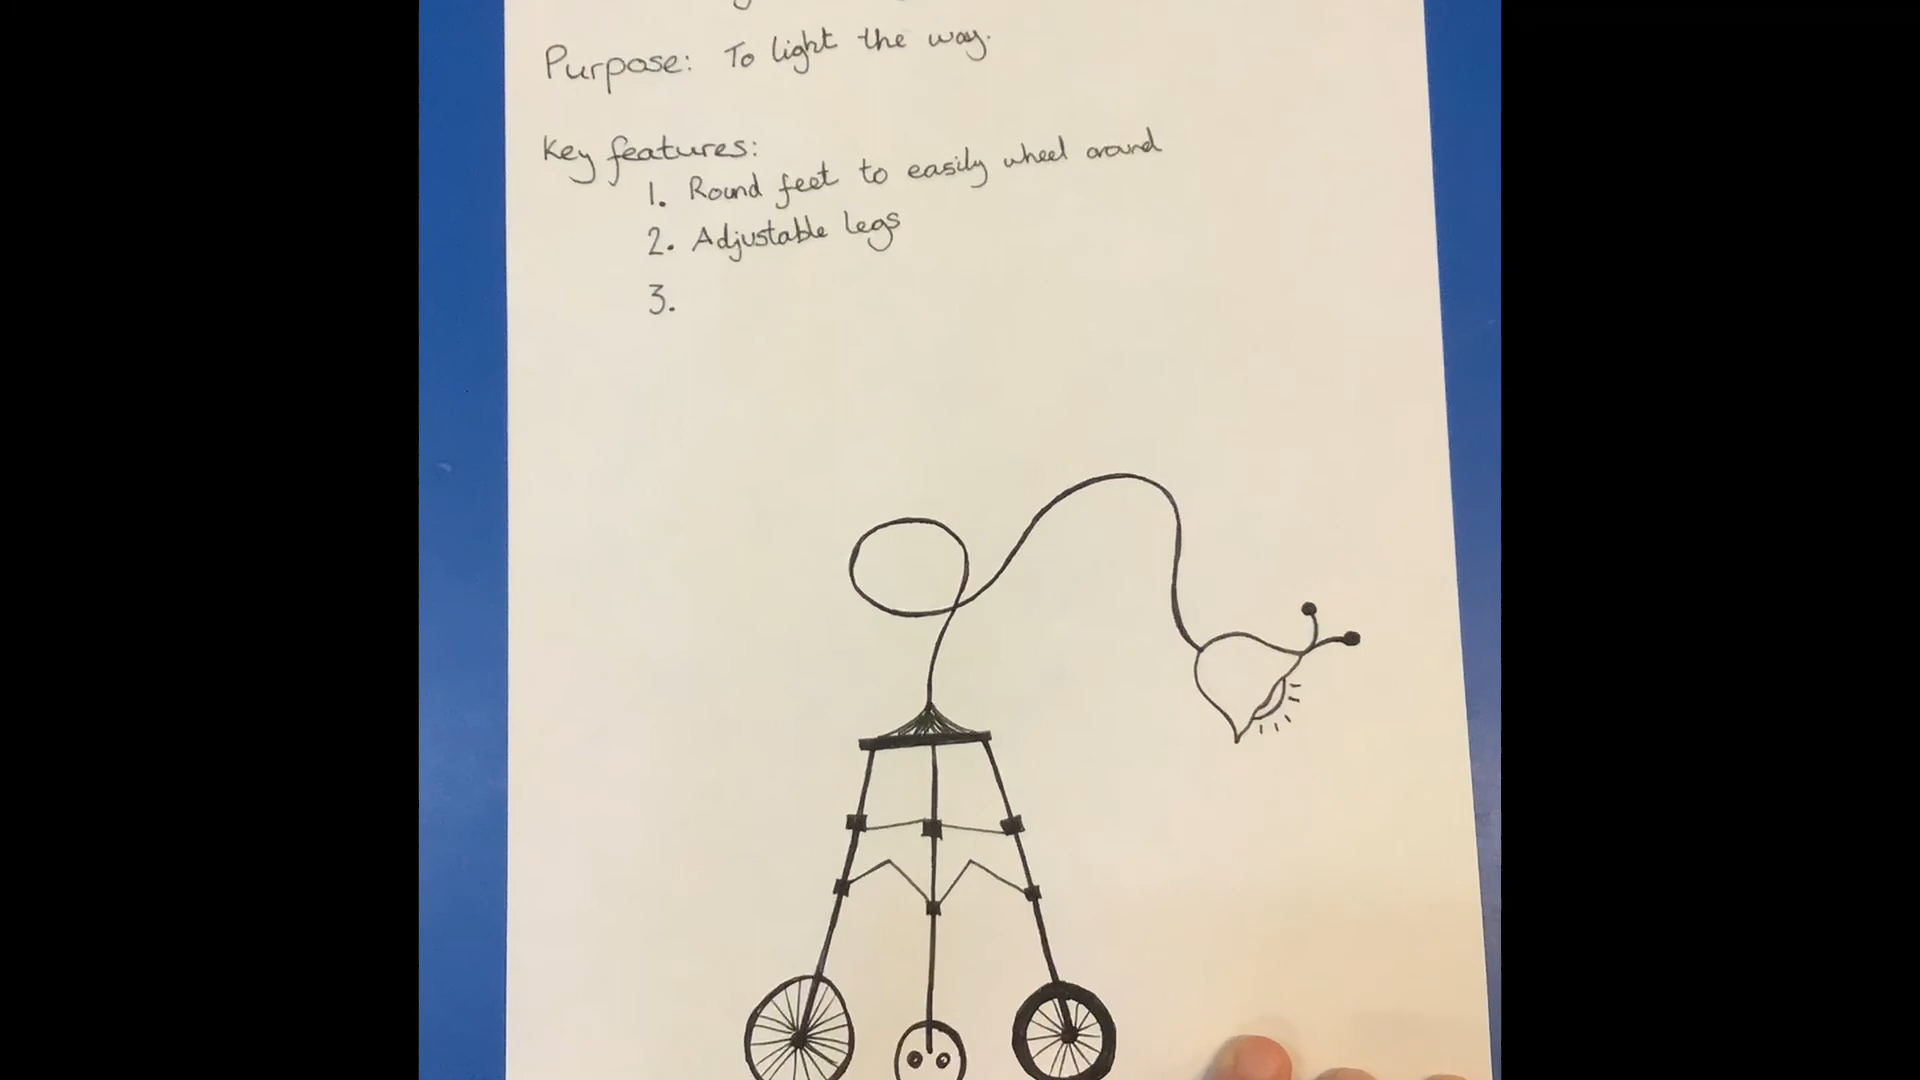 Purpose: To light the way.
Key features:
1. Round feet to easily wheel around
2. Adjustable legs
3.